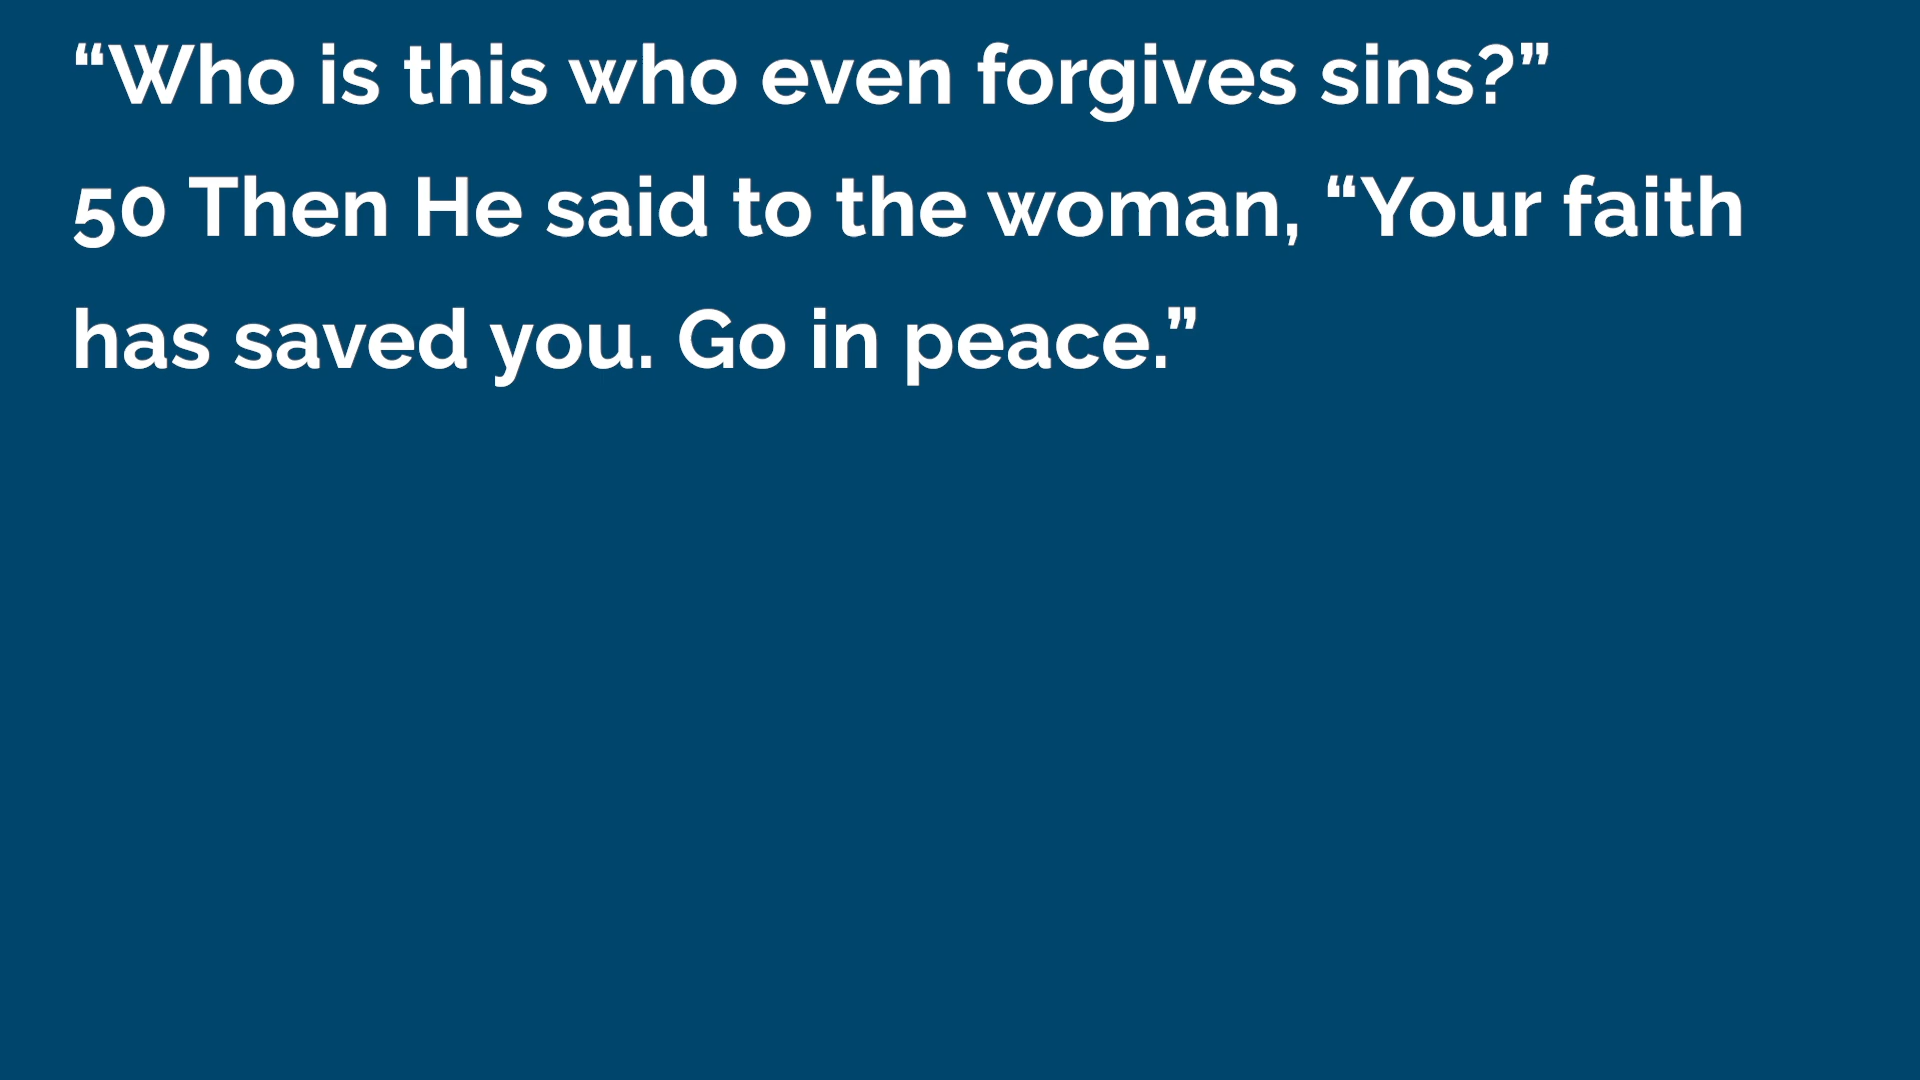 “Who is this who even forgives sins?”
50 Then He said to the woman, “Your faith
has saved you. Go in peace.”